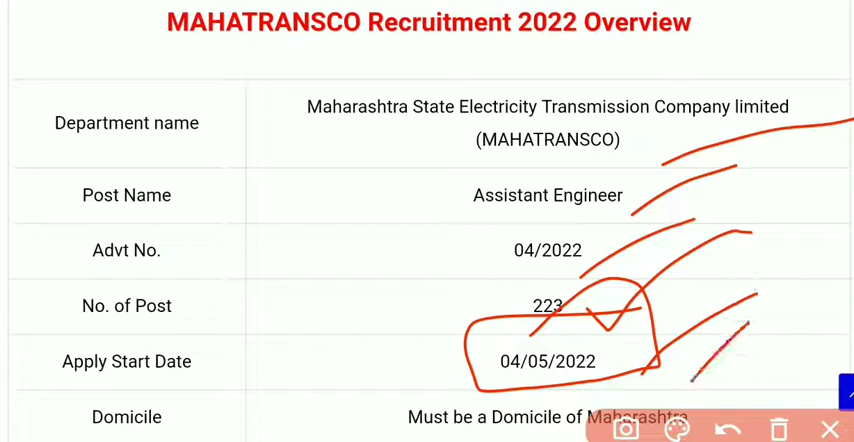 MAHATRANSCO Recruitment 2022 Overview
Department name
Maharashtra State Electricity Transmission Company limited
(MAHATRANSCO)
Post Name
Assistant Engineer
Advt No.
04/2022
No. of Post
223
Apply Start Date
04/05/2022
Domicile
Must be a Domicile of Maharashtra